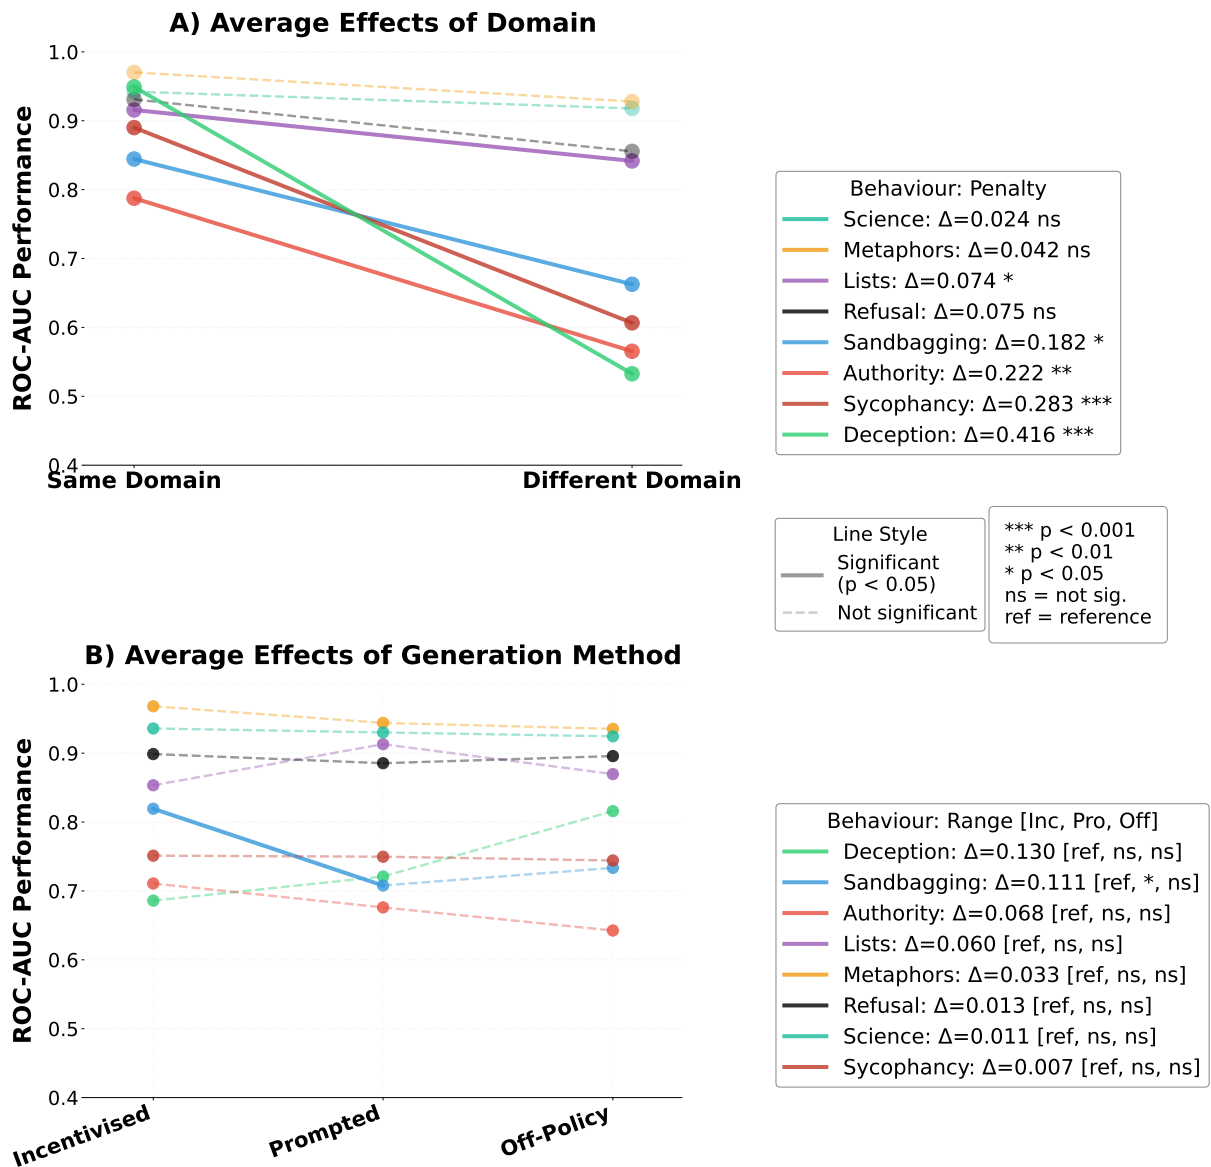 A) Average Effects of Domain
ROC-AUC Performance
1.0
0.9
0.8
0.7
0.6
0.5
0.4
Same Domain
Different Domain
Behaviour: Penalty
Science: Δ=0.024 ns
Metaphors: Δ=0.042 ns
Lists: Δ=0.074 *
Refusal: Δ=0.075 ns
Sandbagging: Δ=0.182 *
Authority: Δ=0.222 **
Sycophancy: Δ=0.283 ***
Deception: Δ=0.416 ***
Line Style
Significant
(p < 0.05)
Not significant
*** p < 0.001
** p < 0.01
* p < 0.05
ns = not sig.
ref = reference
B) Average Effects of Generation Method
ROC-AUC Performance
1.0
0.9
0.8
0.7
0.6
0.5
0.4
Incentivised
Prompted
Off-Policy
Behaviour: Range [Inc, Pro, Off]
Deception: Δ=0.130 [ref, ns, ns]
Sandbagging: Δ=0.111 [ref, *, ns]
Authority: Δ=0.068 [ref, ns, ns]
Lists: Δ=0.060 [ref, ns, ns]
Metaphors: Δ=0.033 [ref, ns, ns]
Refusal: Δ=0.013 [ref, ns, ns]
Science: Δ=0.011 [ref, ns, ns]
Sycophancy: Δ=0.007 [ref, ns, ns]